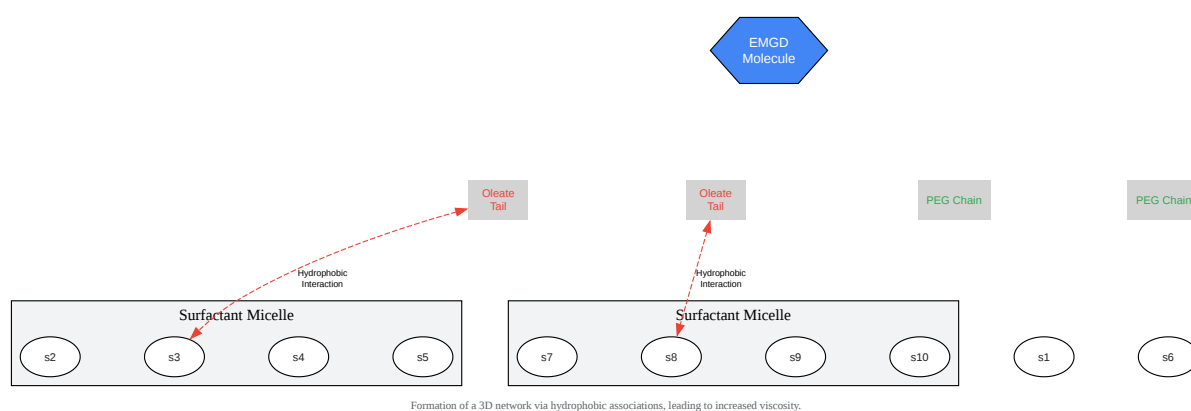 EMGD
Molecule
Oleate
Tail
Oleate
Tail
PEG Chain
PEG Chain
Hydrophobic
Interaction
Hydrophobic
Interaction
Surfactant Micelle
Surfactant Micelle
s2
s3
s4
s5
s7
s8
s9
s10
s1
s6
Formation of a 3D network via hydrophobic associations, leading to increased viscosity.